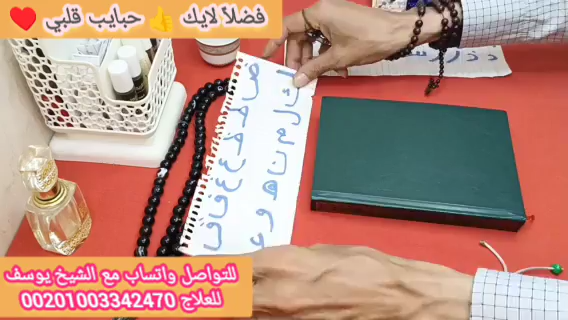 فضلاً لايك 👍 حبايب قلبي ♥
د ذ ر ز س
ص ط ظ ع غ ف ق
ك ل م ن ه و ي
للتواصل واتساب مع الشيخ يوسف
للعلاج 00201003342470